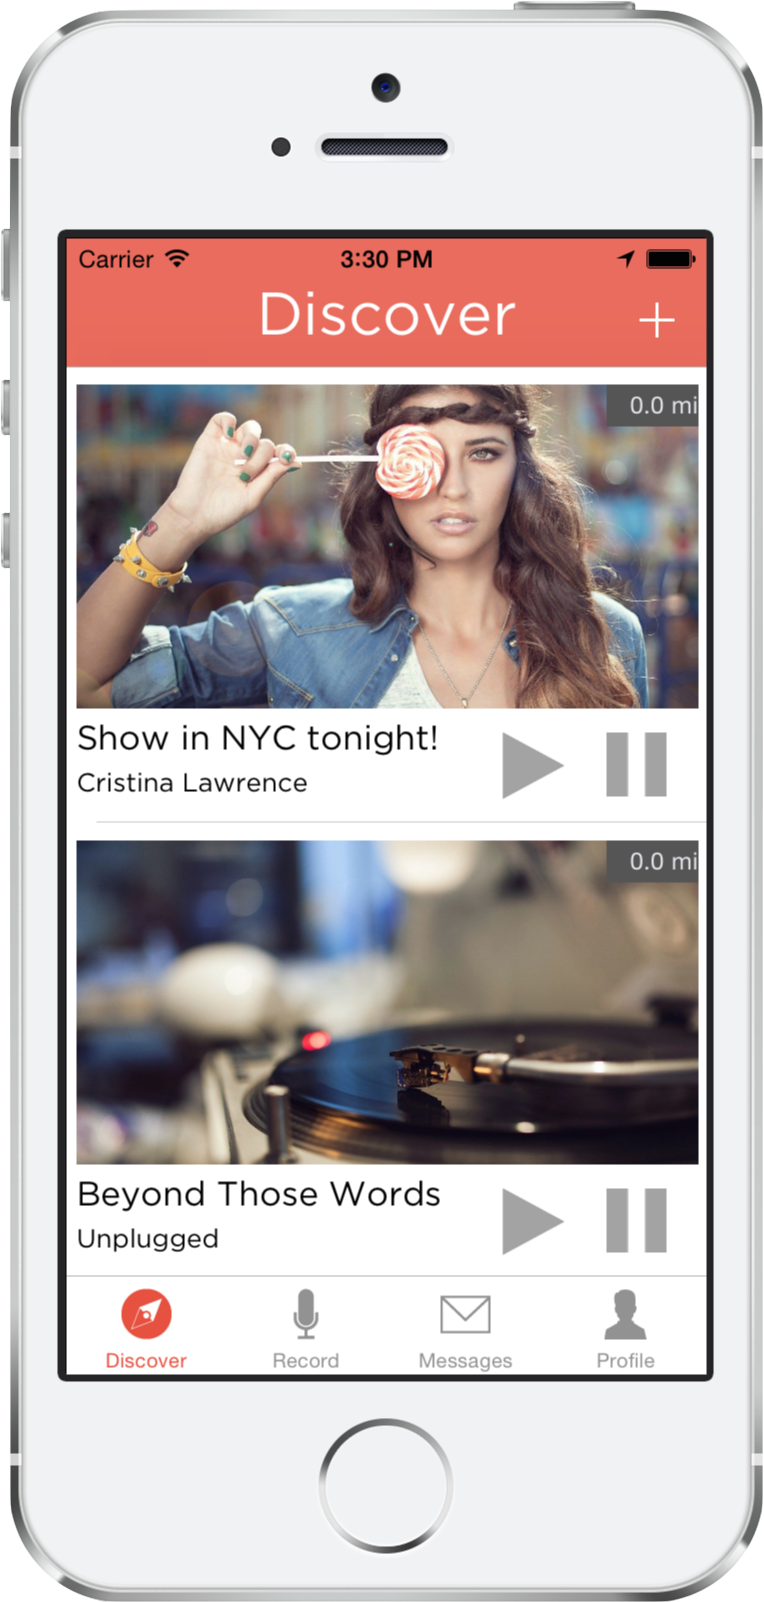 Carrier 3:30 PM
Discover +
0.0 mi
Show in NYC tonight!
Cristina Lawrence
0.0 mi
Beyond Those Words
Unplugged
Discover Record Messages Profile